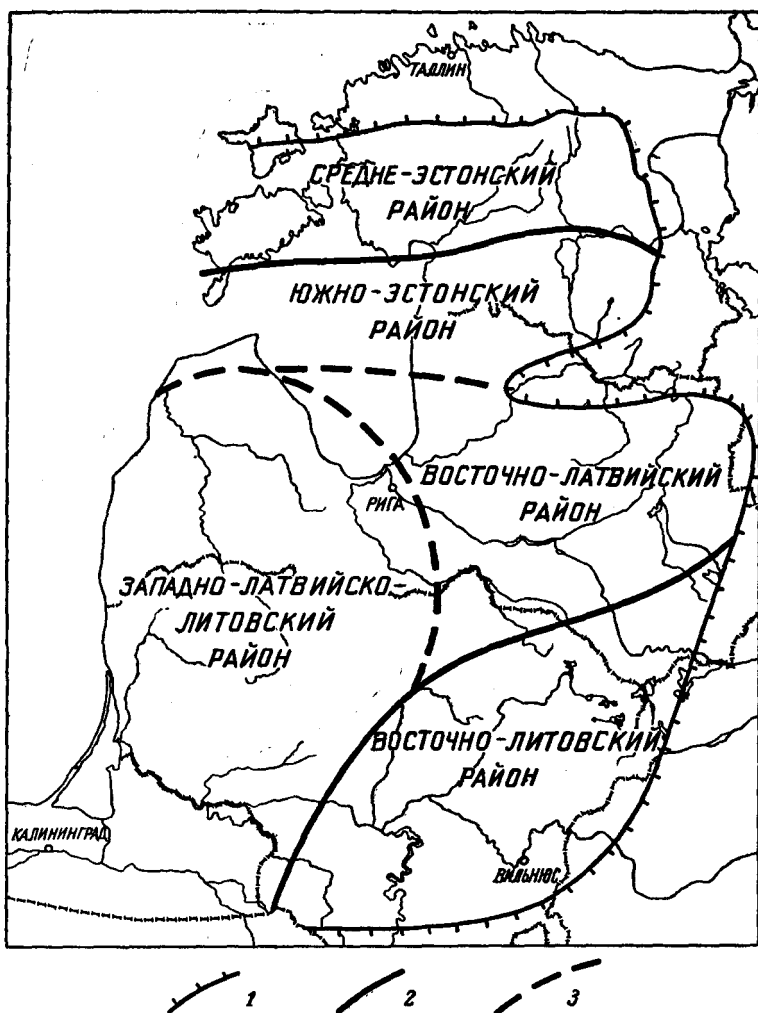 ТАЛЛИН
СРЕДНЕ-ЭСТОНСКИЙ
РАЙОН
ЮЖНО-ЭСТОНСКИЙ
РАЙОН
ВОСТОЧНО-ЛАТВИЙСКИЙ
РАЙОН
РИГА
ЗАПАДНО-ЛАТВИЙСКО-
ЛИТОВСКИЙ
РАЙОН
ВОСТОЧНО-ЛИТОВСКИЙ
РАЙОН
КАЛИНИНГРАД
ВИЛЬНЮС
1 2 3